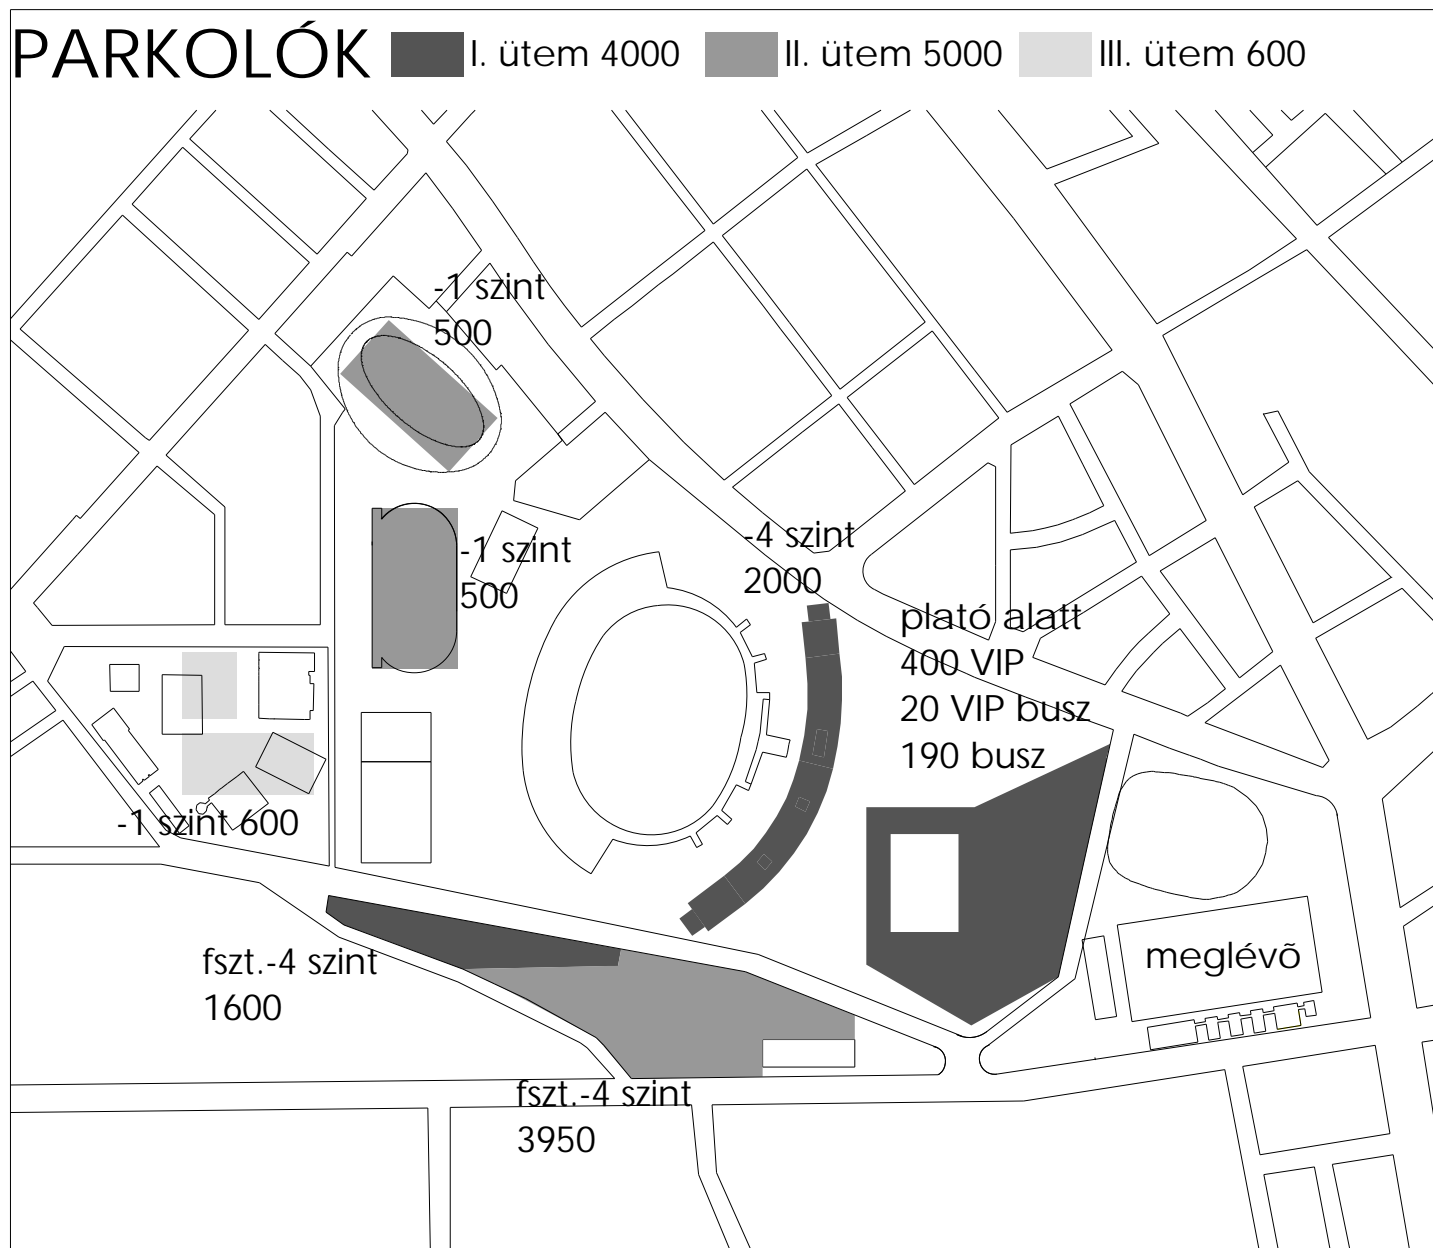 PARKOLÓK I. ütem 4000 II. ütem 5000 III. ütem 600
-1 szint
500
-1 szint
500
-4 szint
2000
plató alatt
400 VIP
20 VIP busz
190 busz
-1 szint 600
fszt.-4 szint
1600
meglévõ
fszt.-4 szint
3950